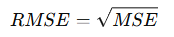 RMSE = √MSE